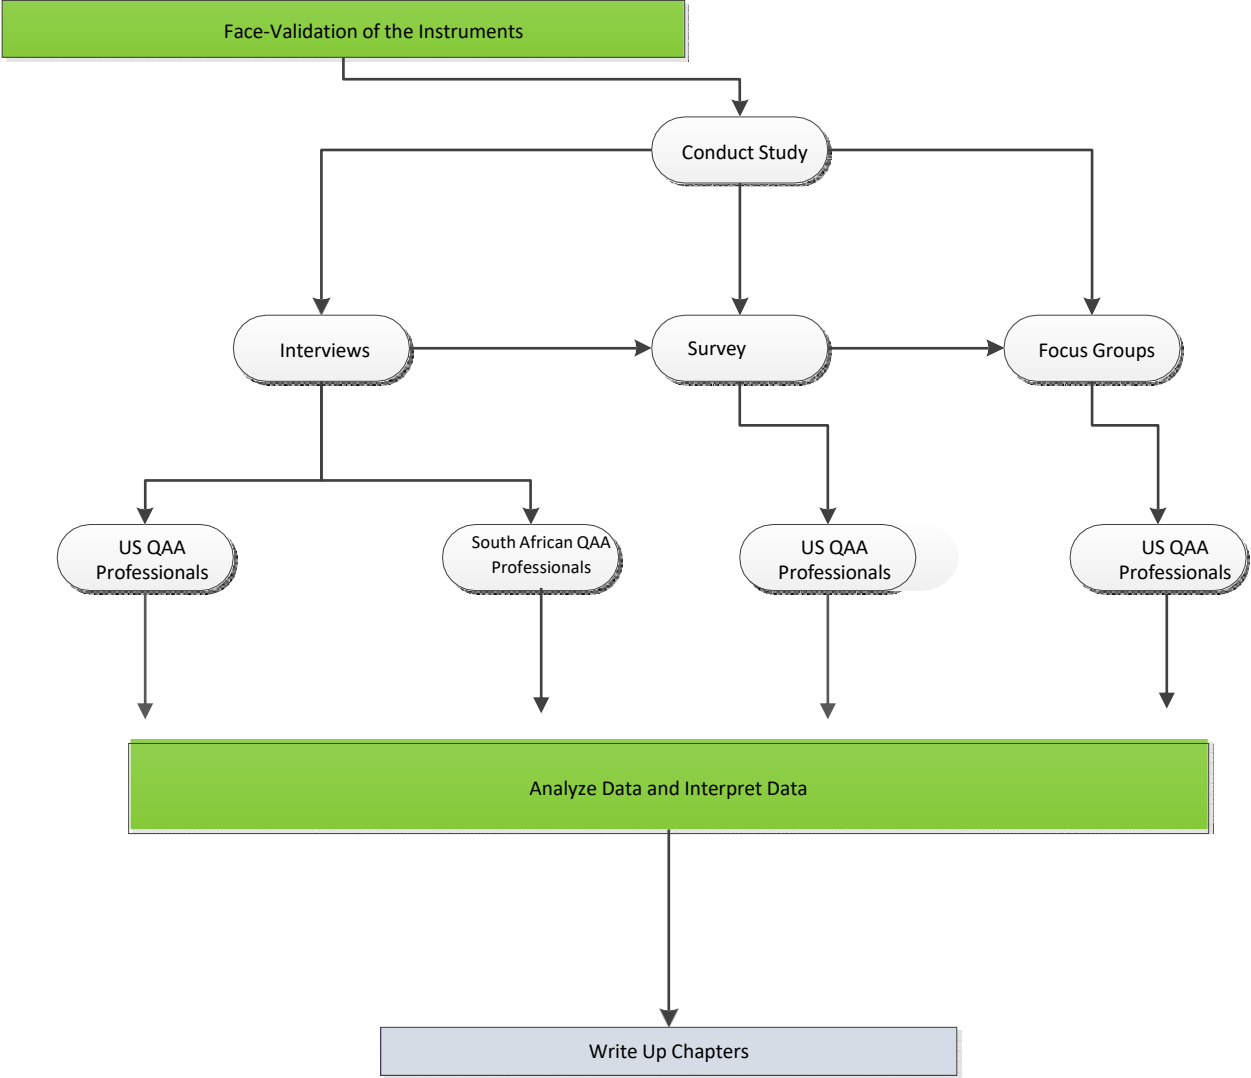 Face-Validation of the Instruments
Conduct Study
Interviews
Survey
Focus Groups
US QAA
Professionals
South African QAA
Professionals
US QAA
Professionals
US QAA
Professionals
Analyze Data and Interpret Data
Write Up Chapters